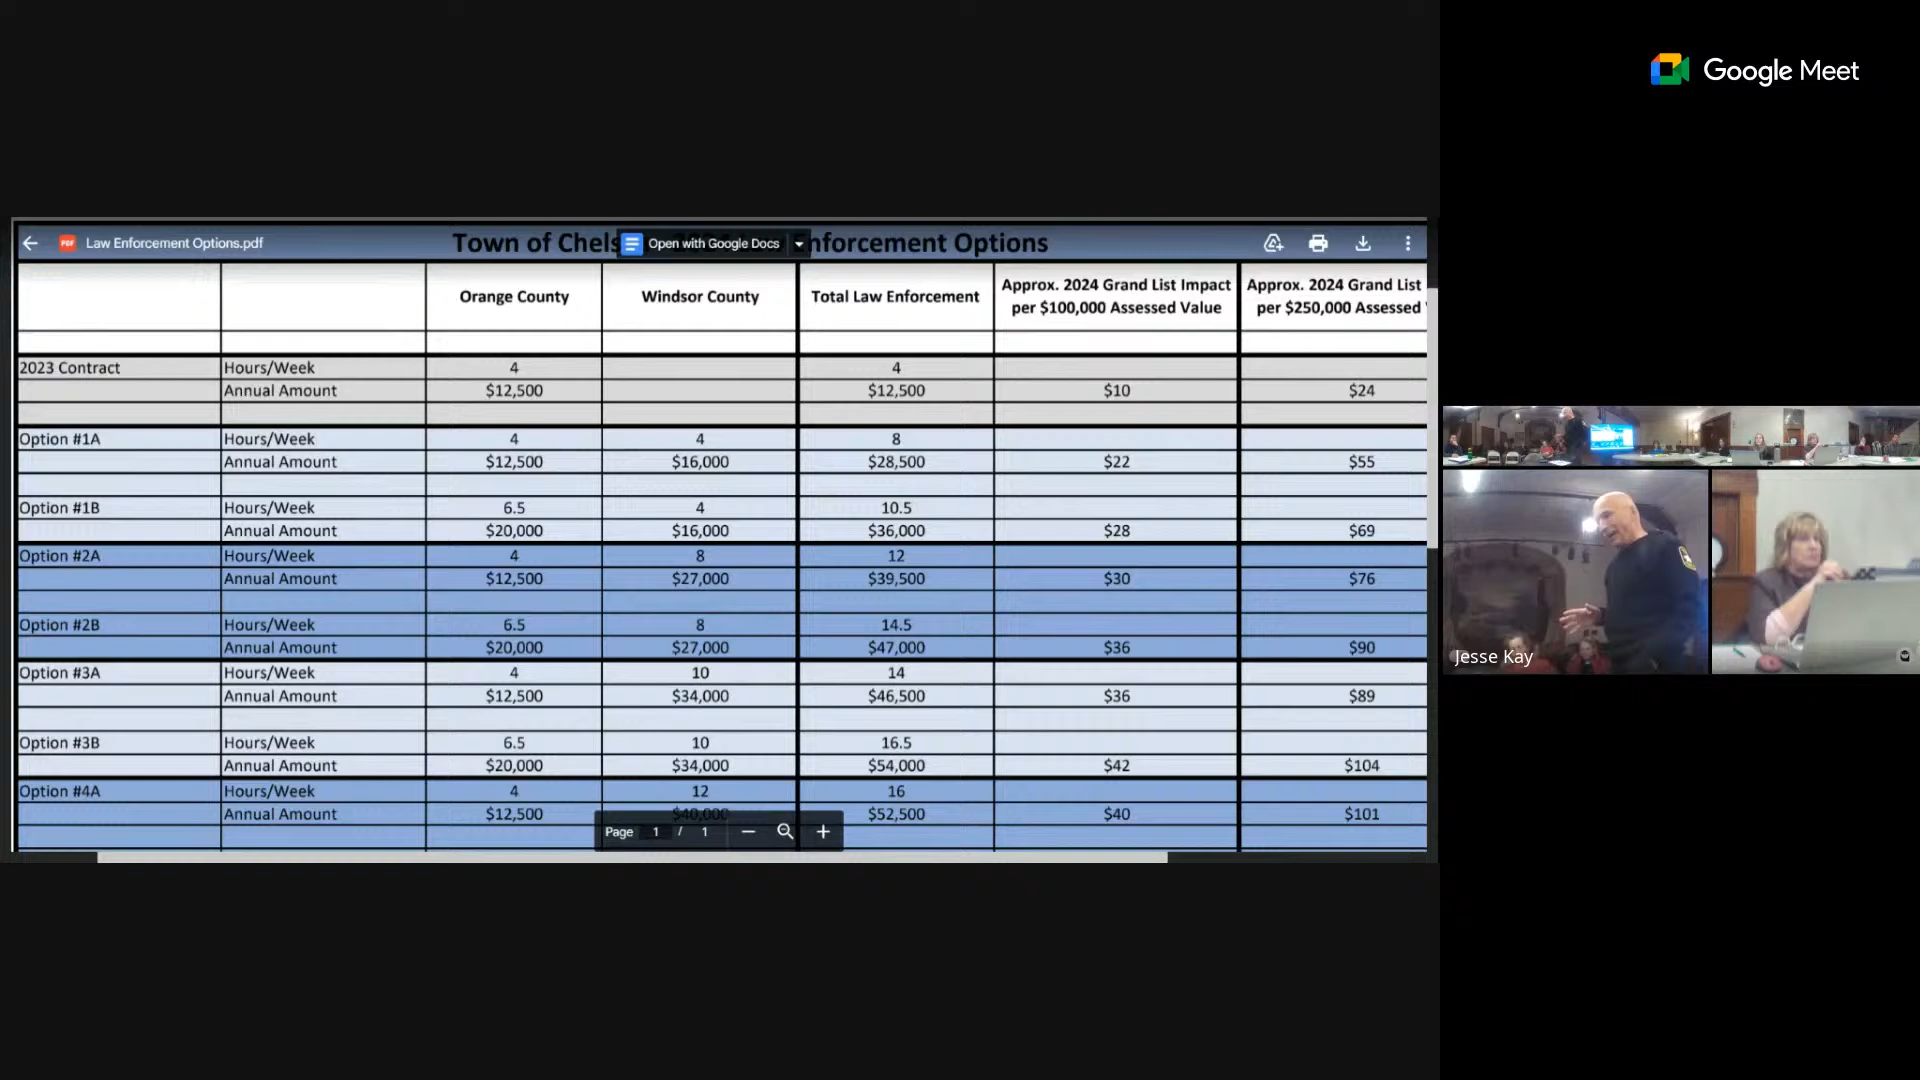 Google Meet
Law Enforcement Options.pdf
Town of Chels
Open with Google Docs
nforcement Options
Orange County Windsor County Total Law Enforcement Approx. 2024 Grand List Impact per $100,000 Assessed Value Approx. 2024 Grand List per $250,000 Assessed
2023 Contract Hours/Week 4 4
Annual Amount $12,500 $12,500 $10 $24
Option #1A Hours/Week 4 4 8
Annual Amount $12,500 $16,000 $28,500 $22 $55
Option #1B Hours/Week 6.5 4 10.5
Annual Amount $20,000 $16,000 $36,000 $28 $69
Option #2A Hours/Week 4 8 12
Annual Amount $12,500 $27,000 $39,500 $30 $76
Option #2B Hours/Week 6.5 8 14.5
Annual Amount $20,000 $27,000 $47,000 $36 $90
Option #3A Hours/Week 4 10 14
Annual Amount $12,500 $34,000 $46,500 $36 $89
Option #3B Hours/Week 6.5 10 16.5
Annual Amount $20,000 $34,000 $54,000 $42 $104
Option #4A Hours/Week 4 12 16
Annual Amount $12,500 $40,000 $52,500 $40 $101
Page 1 / 1
Jesse Kay